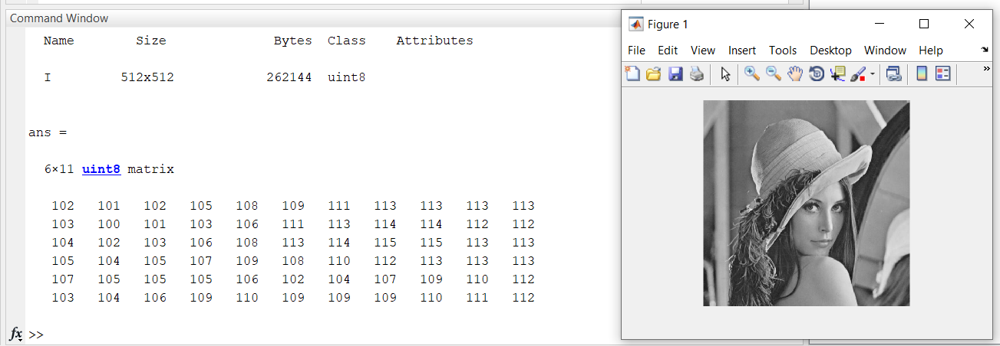 Command Window
Name Size Bytes Class Attributes
I 512x512 262144 uint8
ans =
6×11 uint8 matrix
102 101 102 105 108 109 111 113 113 113 113
103 100 101 103 106 111 113 114 114 112 112
104 102 103 106 108 113 114 115 115 113 113
105 104 105 107 109 108 110 112 113 113 113
107 105 105 105 106 102 104 107 109 110 112
103 104 106 109 110 109 109 109 110 111 112
fx >>
Figure 1
File Edit View Insert Tools Desktop Window Help